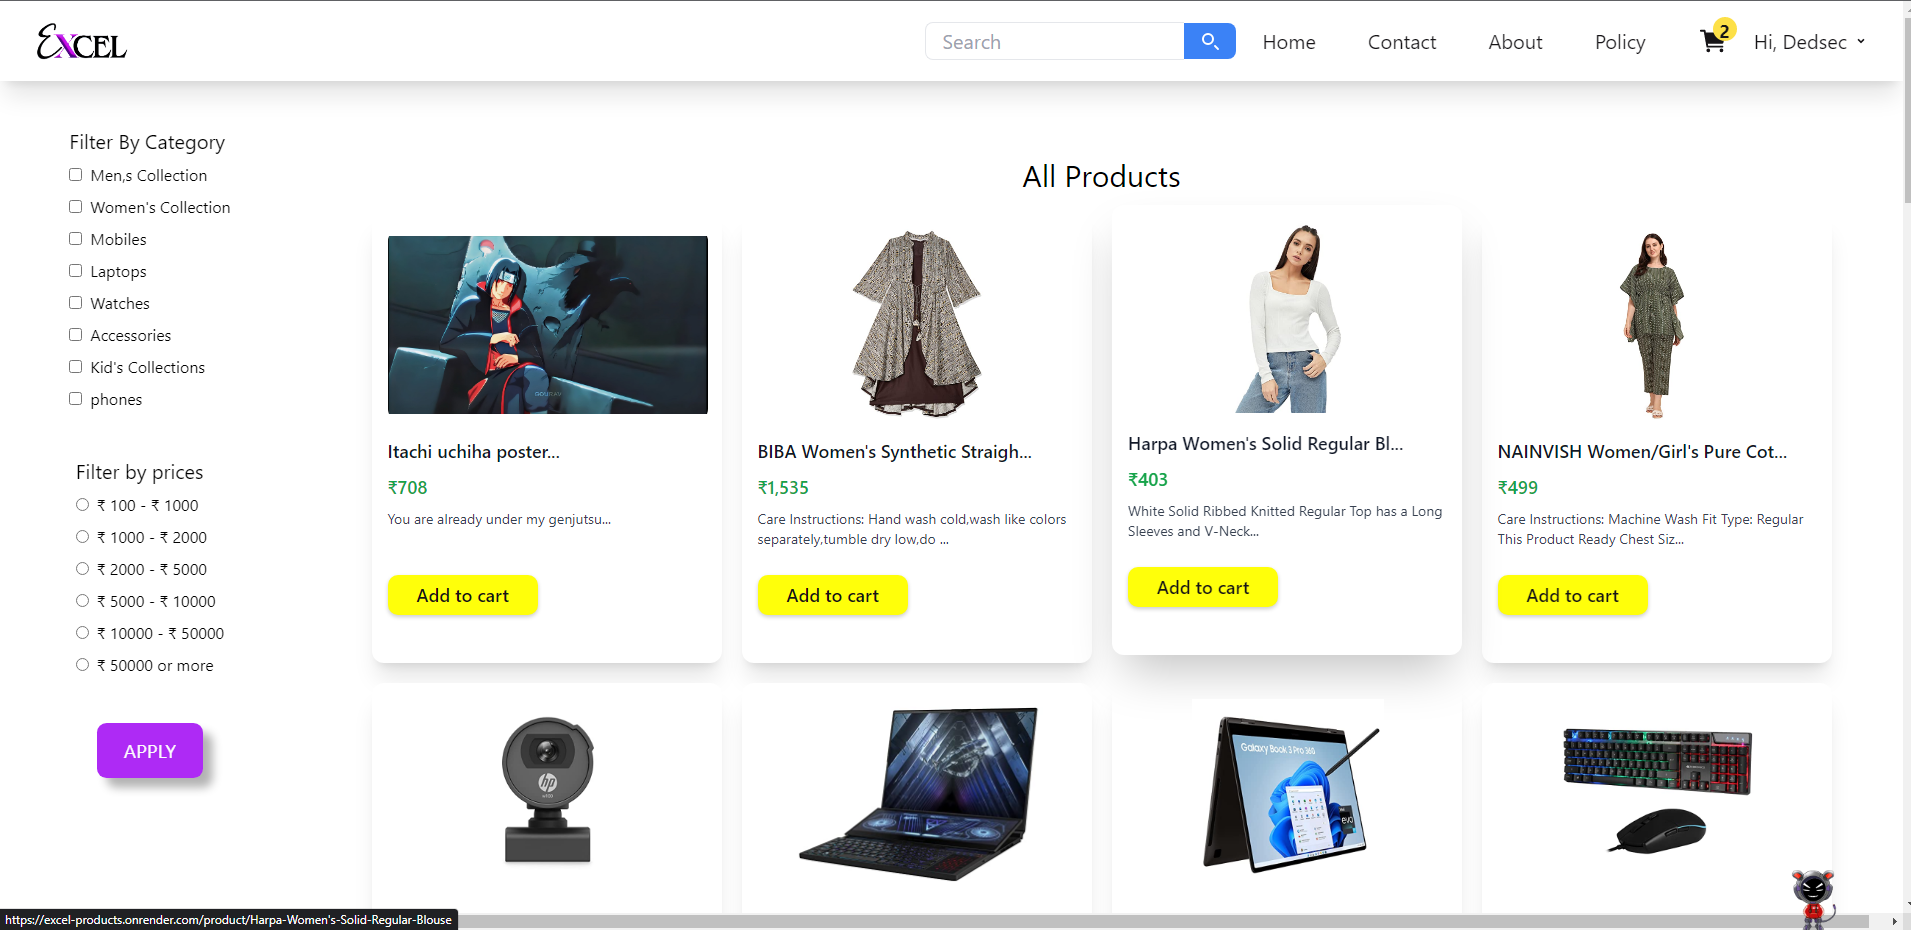 EXCEL
Search
Home
Contact
About
Policy
2
Hi, Dedsec
Filter By Category
Men,s Collection
Women's Collection
Mobiles
Laptops
Watches
Accessories
Kid's Collections
phones
Filter by prices
₹ 100 - ₹ 1000
₹ 1000 - ₹ 2000
₹ 2000 - ₹ 5000
₹ 5000 - ₹ 10000
₹ 10000 - ₹ 50000
₹ 50000 or more
APPLY
All Products
Itachi uchiha poster...
₹708
You are already under my genjutsu...
Add to cart
BIBA Women's Synthetic Straigh...
₹1,535
Care Instructions: Hand wash cold,wash like colors
separately,tumble dry low,do ...
Add to cart
Harpa Women's Solid Regular Bl...
₹403
White Solid Ribbed Knitted Regular Top has a Long
Sleeves and V-Neck...
Add to cart
NAINVISH Women/Girl's Pure Cot...
₹499
Care Instructions: Machine Wash Fit Type: Regular
This Product Ready Chest Siz...
Add to cart
hp
Galaxy Book 3 Pro 360
evo
https://excel-products.onrender.com/product/Harpa-Women's-Solid-Regular-Blouse